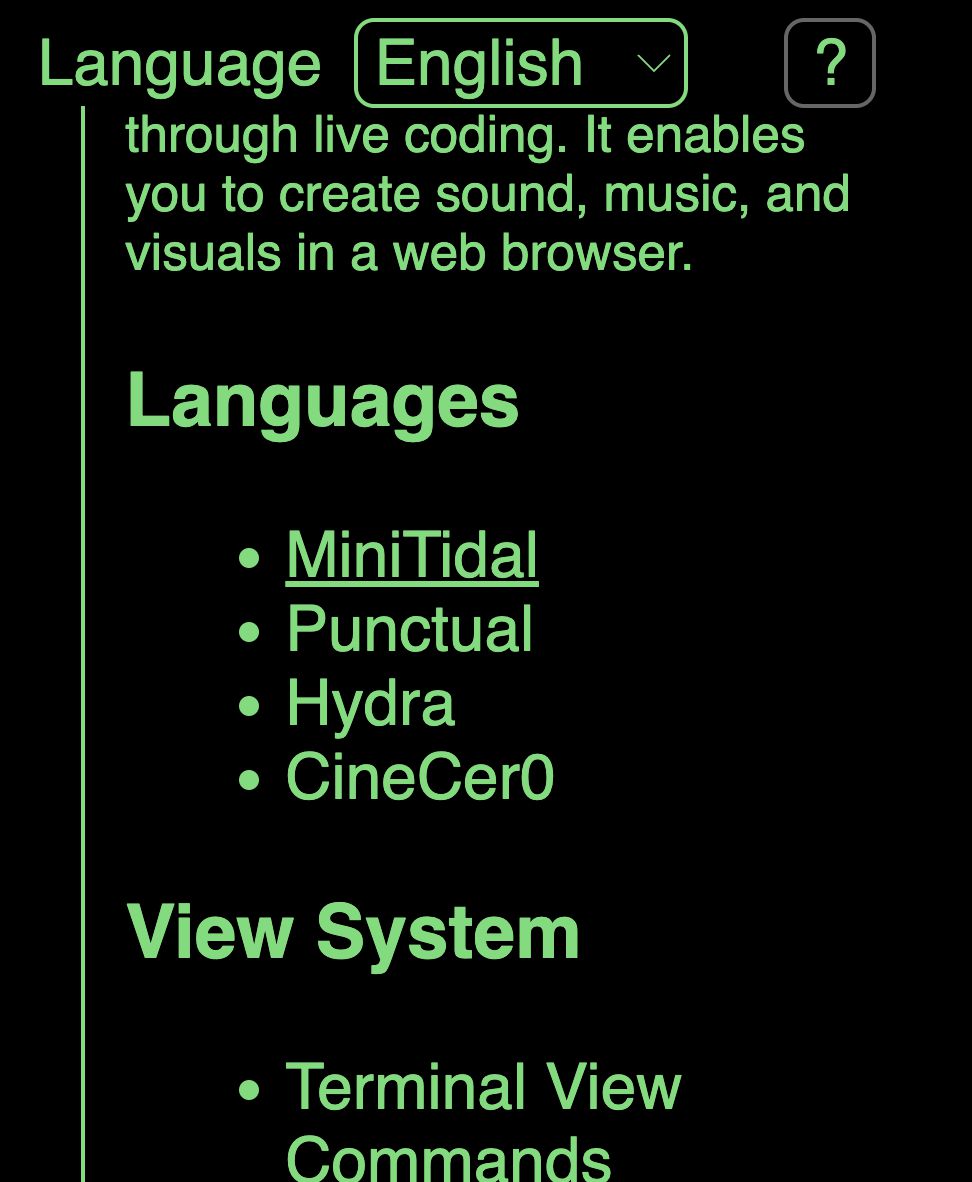 Language English ?
through live coding. It enables
you to create sound, music, and
visuals in a web browser.
Languages
MiniTidal
Punctual
Hydra
CineCer0
View System
Terminal View
Commands